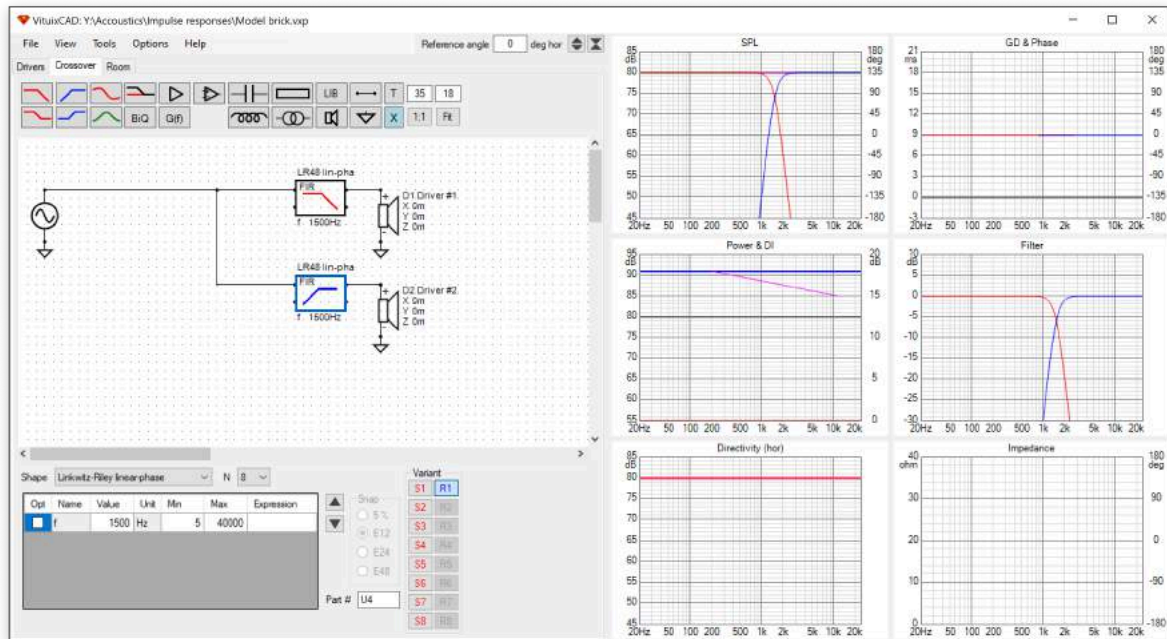 VituixCAD: Y:\Accoustics\Impulse responses\Model brick.vxp
File View Tools Options Help
Reference angle 0 deg hor
Drivers Crossover Room
LIB T 35 18
BiQ G(f) X 1:1 Fit
LR48 lin-pha
FIR
f 1500Hz
D1 Driver #1
X 0m
Y 0m
Z 0m
LR48 lin-pha
FIR
f 1500Hz
D2 Driver #2
X 0m
Y 0m
Z 0m
Shape Linkwitz-Riley linear-phase N 8
Opt Name Value Unit Min Max Expression
f 1500 Hz 5 40000
Snap
5 %
E12
E24
E48
Part # U4
Variant
S1 R1
S2 R2
S3 R3
S4 R4
S5 R5
S6 R6
S7 R7
S8 R8
SPL
85 180
dB deg
80 135
75 90
70 45
65 0
60 -45
55 -90
50 -135
45 -180
20Hz 50 100 200 500 1k 2k 5k 10k 20k
GD & Phase
21 180
ms deg
18 135
15 90
12 45
9 0
6 -45
3 -90
0 -135
-3 -180
20Hz 50 100 200 500 1k 2k 5k 10k 20k
Power & DI
95 20
dB dB
90
85 15
80
75 10
70
65 5
60
55 0
20Hz 50 100 200 500 1k 2k 5k 10k 20k
Filter
10
dB
5
0
-5
-10
-15
-20
-25
-30
20Hz 50 100 200 500 1k 2k 5k 10k 20k
Directivity (hor)
85
dB
80
75
70
65
60
55
50
45
20Hz 50 100 200 500 1k 2k 5k 10k 20k
Impedance
40 180
ohm deg
30 90
20 0
10 -90
0 -180
20Hz 50 100 200 500 1k 2k 5k 10k 20k